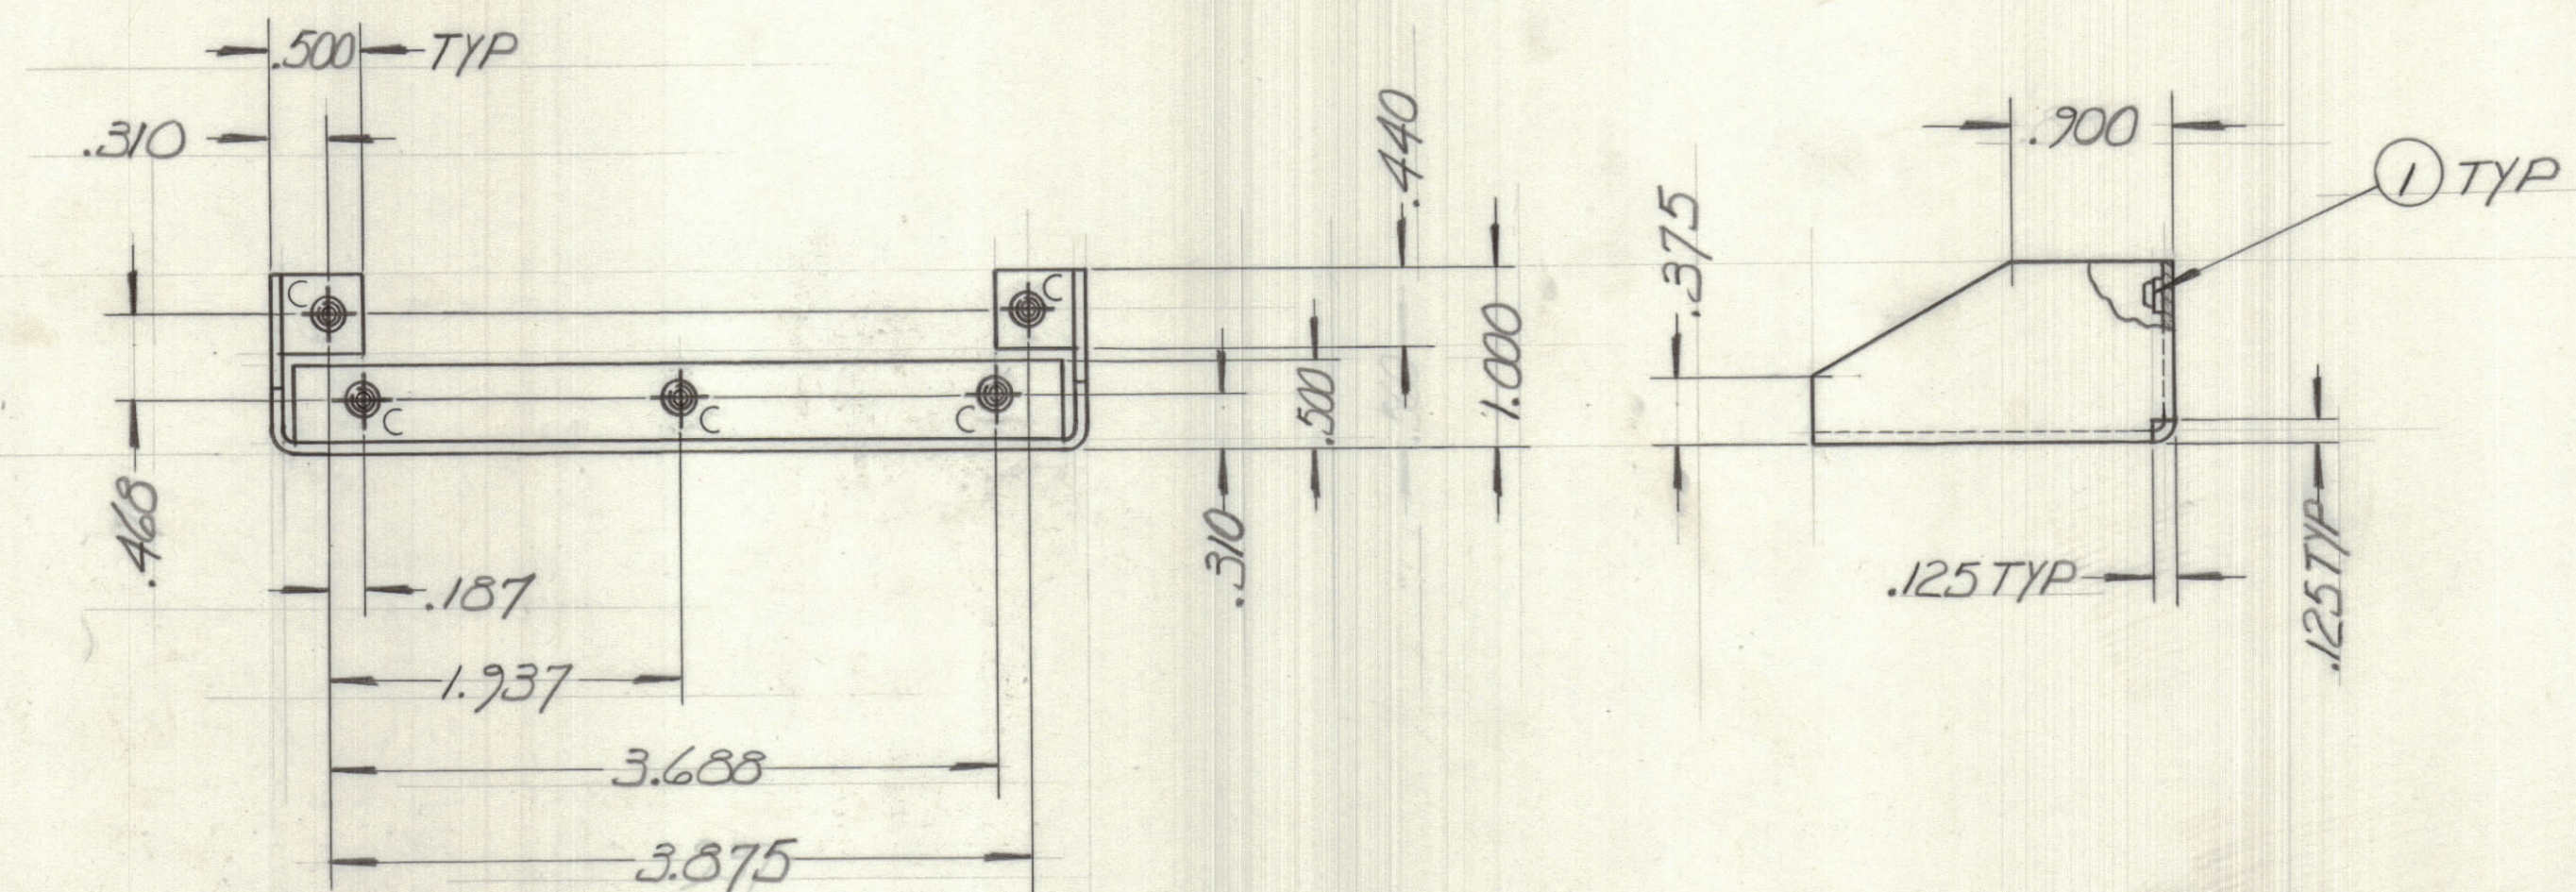 .500 TYP
.310
.440
.900
1 TYP
.375
C
C
1.000
.500
C
C
C
.468
.310
.125 TYP
.125 TYP
.187
1.937
3.688
3.875